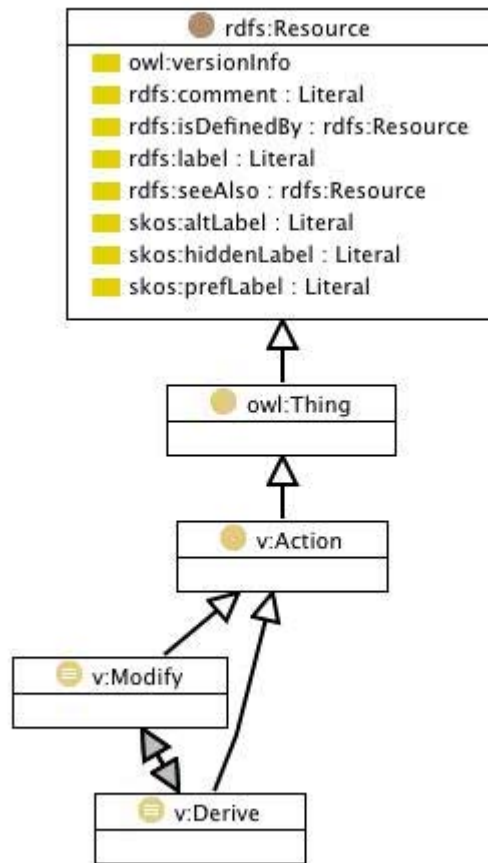 rdfs:Resource
owl:versionInfo
rdfs:comment : Literal
rdfs:isDefinedBy : rdfs:Resource
rdfs:label : Literal
rdfs:seeAlso : rdfs:Resource
skos:altLabel : Literal
skos:hiddenLabel : Literal
skos:prefLabel : Literal
owl:Thing
v:Action
v:Modify
v:Derive